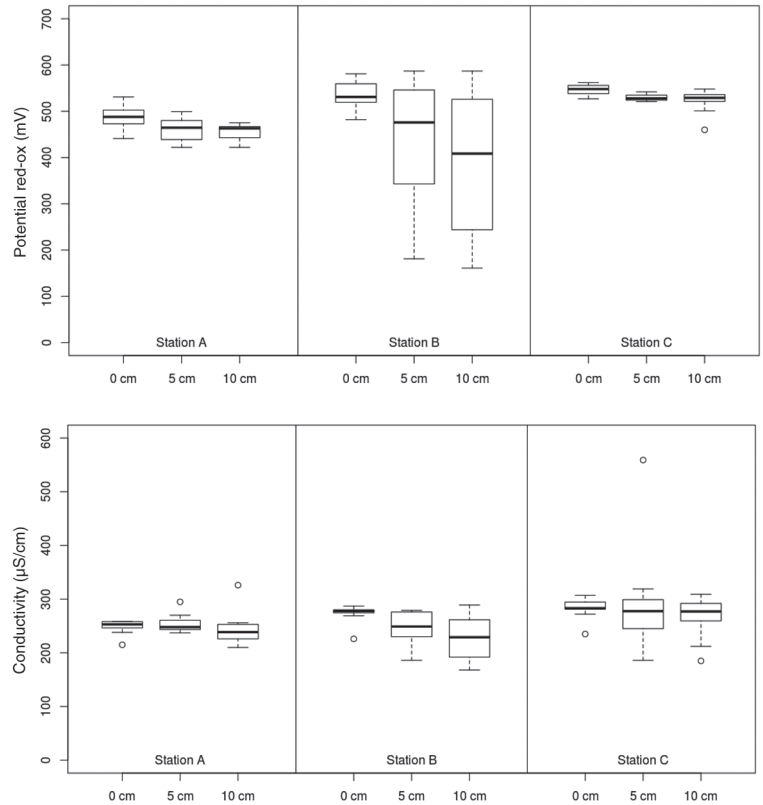 Potential red-ox (mV)
700
600
500
400
300
200
100
0
Station A
Station B
Station C
0 cm 5 cm 10 cm 0 cm 5 cm 10 cm 0 cm 5 cm 10 cm
Conductivity (µS/cm)
600
500
400
300
200
100
0
Station A
Station B
Station C
0 cm 5 cm 10 cm 0 cm 5 cm 10 cm 0 cm 5 cm 10 cm